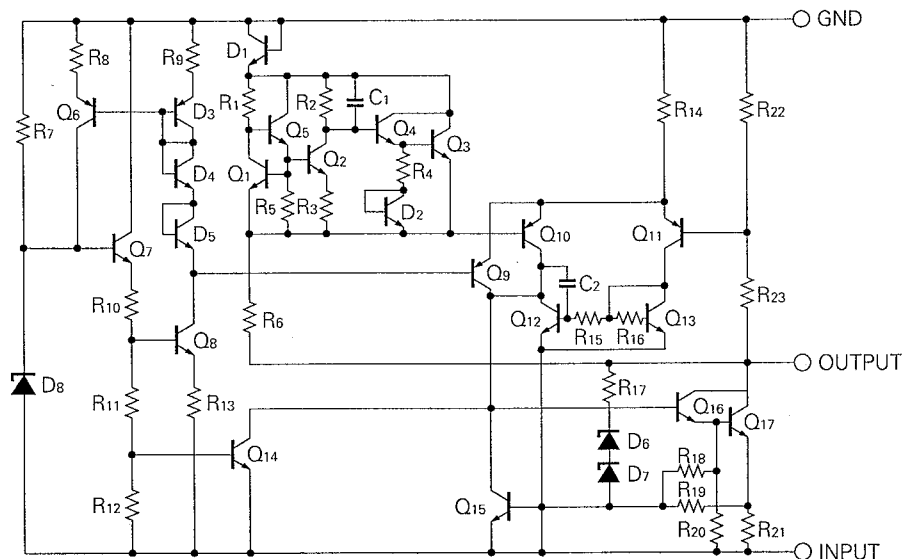 GND
D1
R8
R9
R7
Q6
D3
R1
R2
C1
R14
R22
Q5
Q4
Q3
Q2
D4
Q1
R4
R5
R3
D2
D5
Q7
Q10
Q11
Q9
R10
C2
R23
Q8
R6
Q12
R15
R16
Q13
OUTPUT
D8
R11
R13
R17
Q16
Q17
D6
Q14
D7
R18
R12
Q15
R19
R20
R21
INPUT